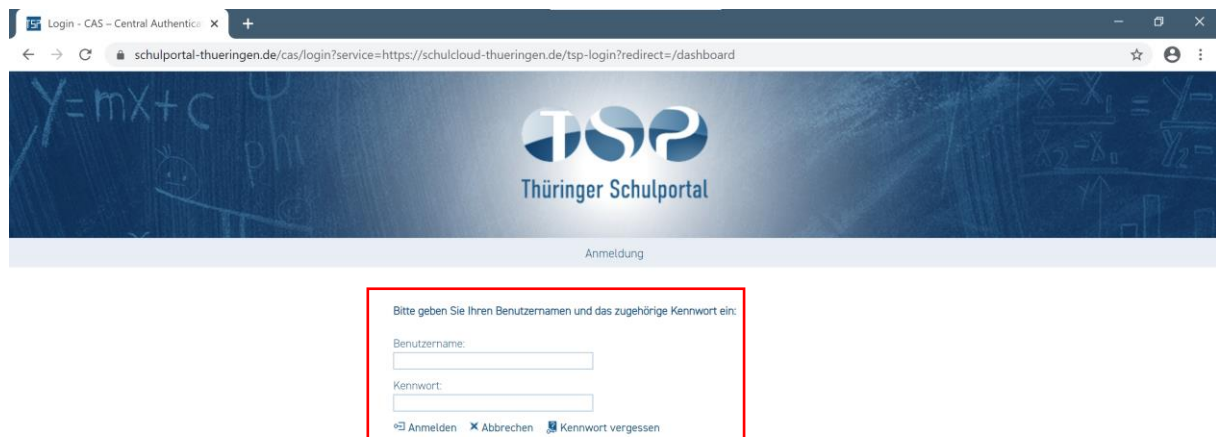 TSP Login - CAS – Central Authentica
schulportal-thueringen.de/cas/login?service=https://schulcloud-thueringen.de/tsp-login?redirect=/dashboard
y=mx+c
phi
TSP
Thüringer Schulportal
Anmeldung
Bitte geben Sie Ihren Benutzernamen und das zugehörige Kennwort ein:
Benutzername:
Kennwort:
Anmelden Abbrechen Kennwort vergessen